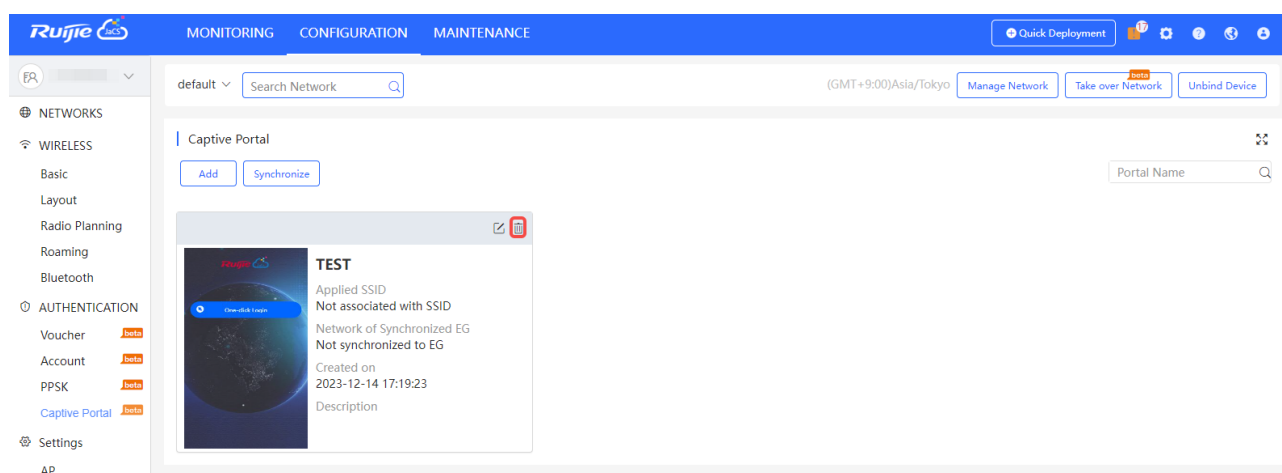 Ruijie JaCS MONITORING CONFIGURATION MAINTENANCE Quick Deployment 17
default Search Network (GMT+9:00)Asia/Tokyo Manage Network Take over Network beta Unbind Device
NETWORKS
WIRELESS
Basic
Layout
Radio Planning
Roaming
Bluetooth
AUTHENTICATION
Voucher beta
Account beta
PPSK beta
Captive Portal beta
Settings
AP
Captive Portal
Add Synchronize Portal Name
Ruijie
One-click Login
TEST
Applied SSID
Not associated with SSID
Network of Synchronized EG
Not synchronized to EG
Created on
2023-12-14 17:19:23
Description